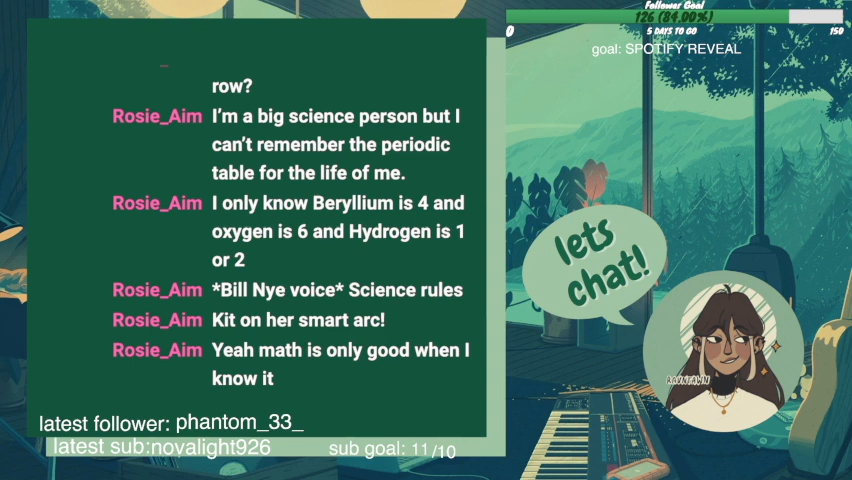 Follower Goal
126 (84.00%)
0 5 DAYS TO GO 150
goal: SPOTIFY REVEAL
row?
Rosie_Aim I'm a big science person but I
can't remember the periodic
table for the life of me.
Rosie_Aim I only know Beryllium is 4 and
oxygen is 6 and Hydrogen is 1
or 2
Rosie_Aim *Bill Nye voice* Science rules
Rosie_Aim Kit on her smart arc!
Rosie_Aim Yeah math is only good when I
know it
lets
chat!
latest follower: phantom_33_
latest sub:novalight926
sub goal: 11/10